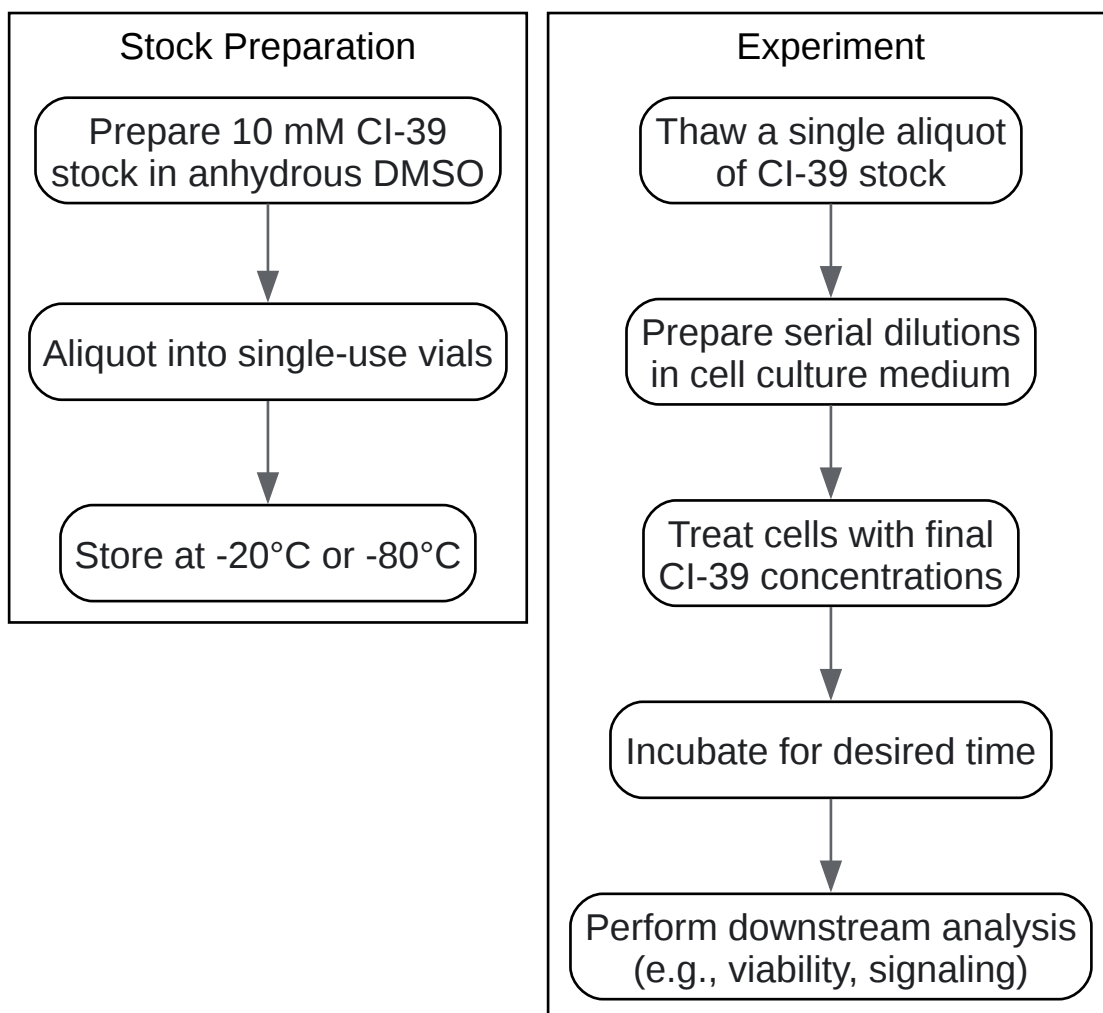 Stock Preparation
Prepare 10 mM CI-39
stock in anhydrous DMSO
Aliquot into single-use vials
Store at -20°C or -80°C
Experiment
Thaw a single aliquot
of CI-39 stock
Prepare serial dilutions
in cell culture medium
Treat cells with final
CI-39 concentrations
Incubate for desired time
Perform downstream analysis
(e.g., viability, signaling)